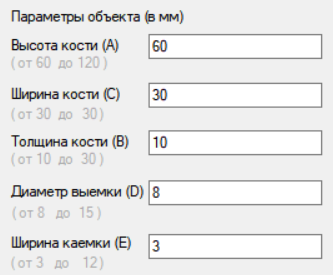 Параметры объекта (в мм)
Высота кости (A) 60
( от 60 до 120 )
Ширина кости (C) 30
( от 30 до 30 )
Толщина кости (B) 10
( от 10 до 30 )
Диаметр выемки (D) 8
( от 8 до 15 )
Ширина каемки (E) 3
( от 3 до 12 )